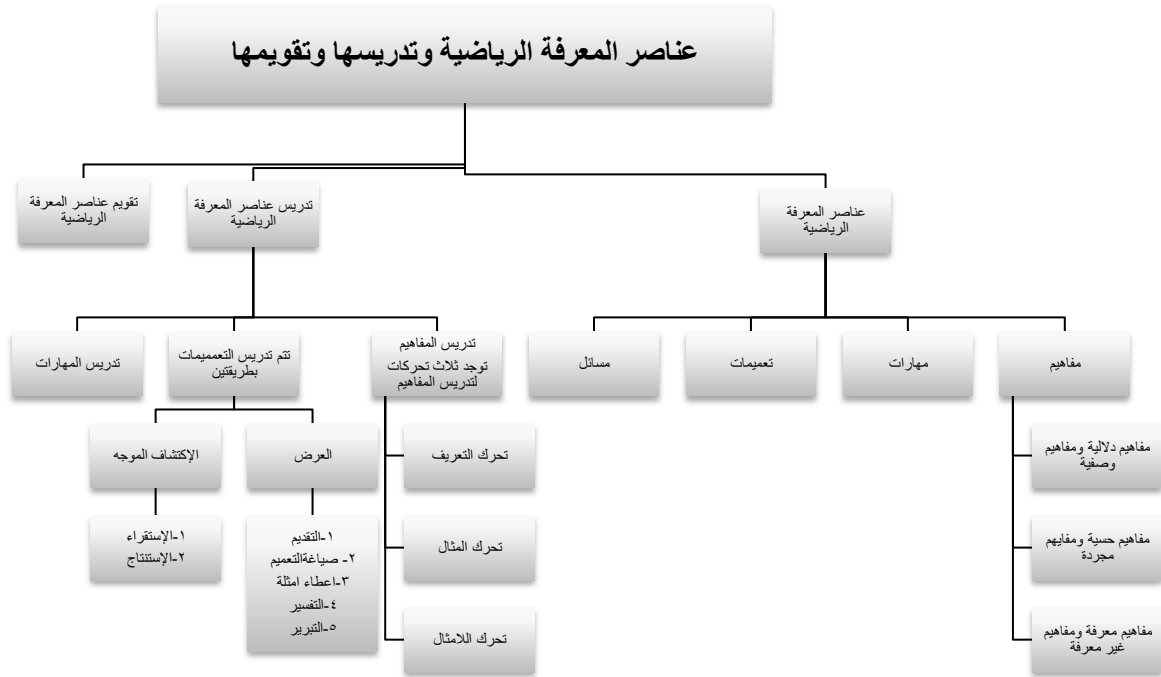 عناصر المعرفة الرياضية وتدريسها وتقويمها
عناصر المعرفة
الرياضية
تدريس عناصر المعرفة
الرياضية
تقويم عناصر المعرفة
الرياضية
مفاهيم
مهارات
تعميمات
مسائل
مفاهيم دلالية ومفاهيم
وصفية
مفاهيم حسية ومفايهم
مجردة
مفاهيم معرفة ومفاهيم
غير معرفة
تدريس المفاهيم
توجد ثلاث تحركات
لتدريس المفاهيم
تتم تدريس التعمميمات
بطريقتين
تدريس المهارات
تحرك التعريف
تحرك المثال
تحرك اللامثال
العرض
الإكتشاف الموجه
١-التقديم
٢- صياغةالتعميم
٣-اعطاء امثلة
٤-التفسير
٥-التبرير
١-الإستقراء
٢-الإستنتاج